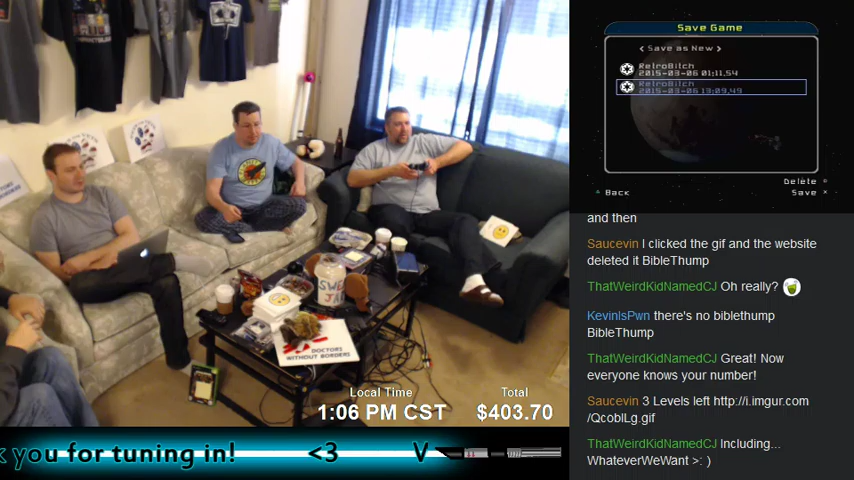 Save Game
Save as New
RetroBitch
2015-03-06 01:11.54
RetroBitch
2015-03-06 13:09.49
Delete
Back
Save
and then
Saucevin I clicked the gif and the website
deleted it BibleThump
ThatWeirdKidNamedCJ Oh really?
KevinIsPwn there's no biblethump
BibleThump
ThatWeirdKidNamedCJ Great! Now
everyone knows your number!
Saucevin 3 Levels left http://i.imgur.com
/QcoblLg.gif
ThatWeirdKidNamedCJ Including...
WhateverWeWant >: )
SWEAR
JAR
DOCTORS
WITHOUT BORDERS
Local Time
1:06 PM CST
Total
$403.70
k you for tuning in!
<3
V